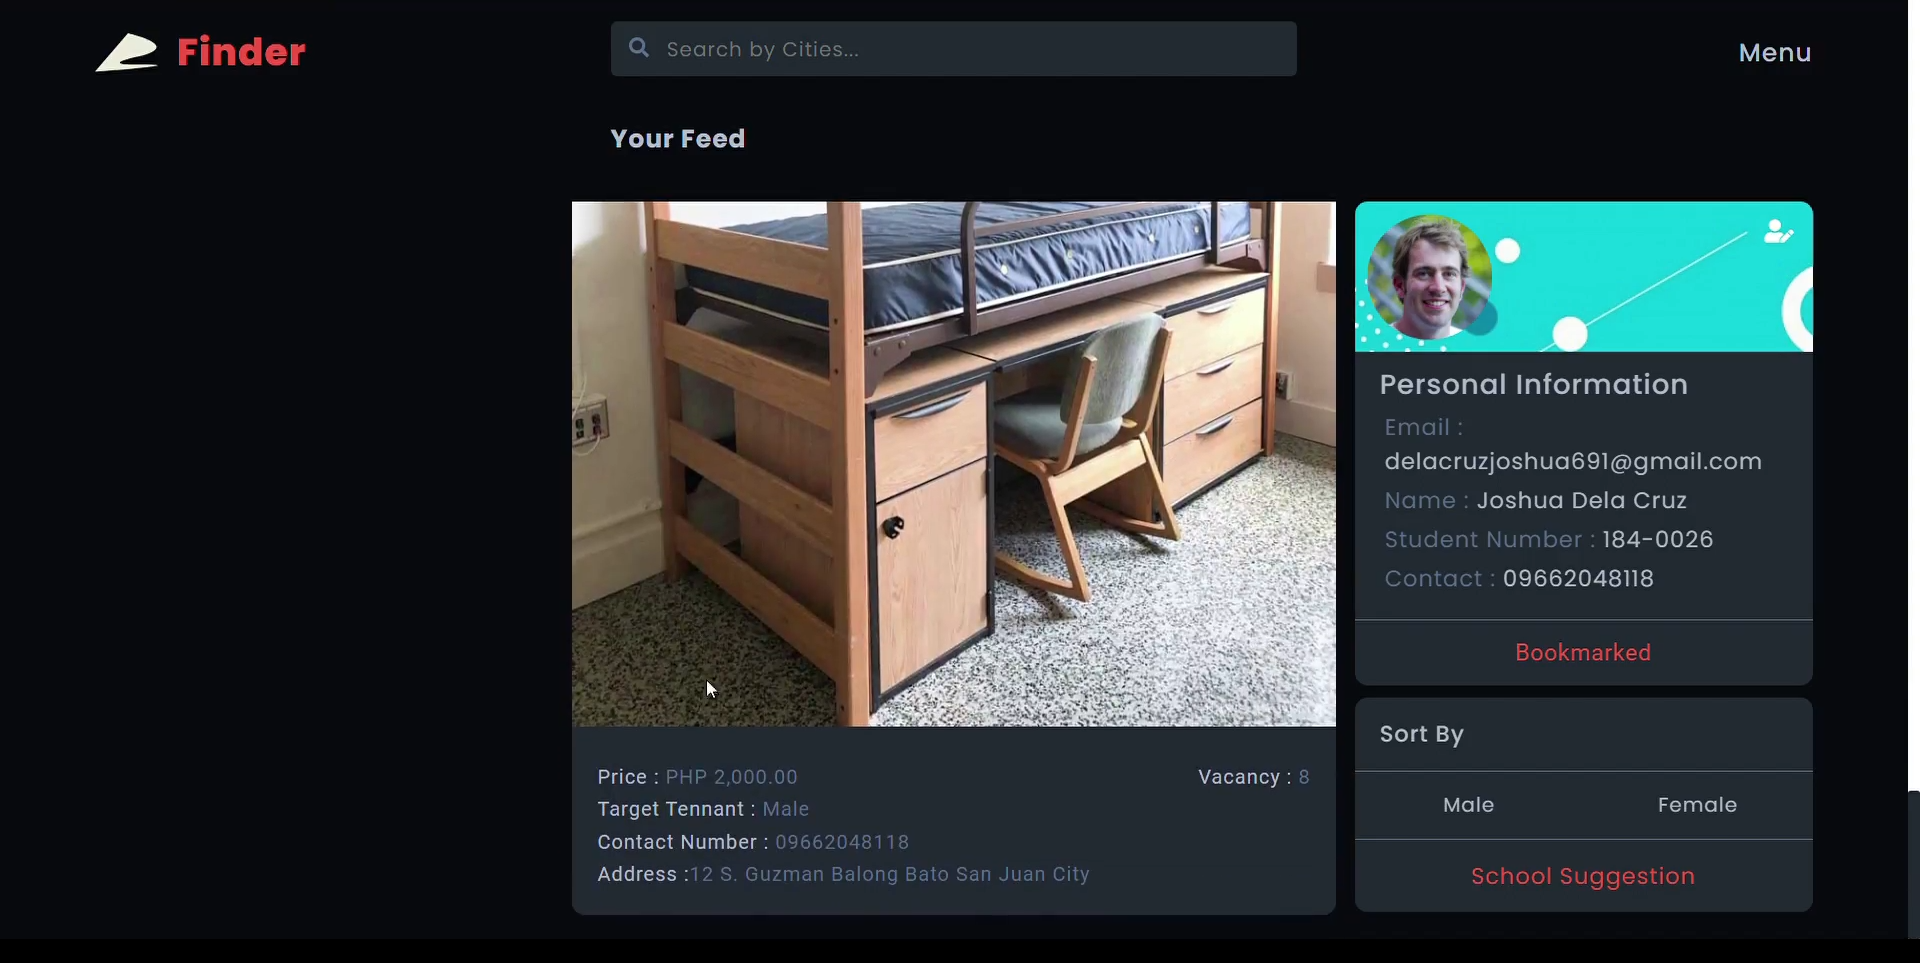 Finder
Search by Cities...
Menu
Your Feed
Price : PHP 2,000.00
Vacancy : 8
Target Tennant : Male
Contact Number : 09662048118
Address :12 S. Guzman Balong Bato San Juan City
Personal Information
Email :
delacruzjoshua691@gmail.com
Name : Joshua Dela Cruz
Student Number : 184-0026
Contact : 09662048118
Bookmarked
Sort By
Male Female
School Suggestion